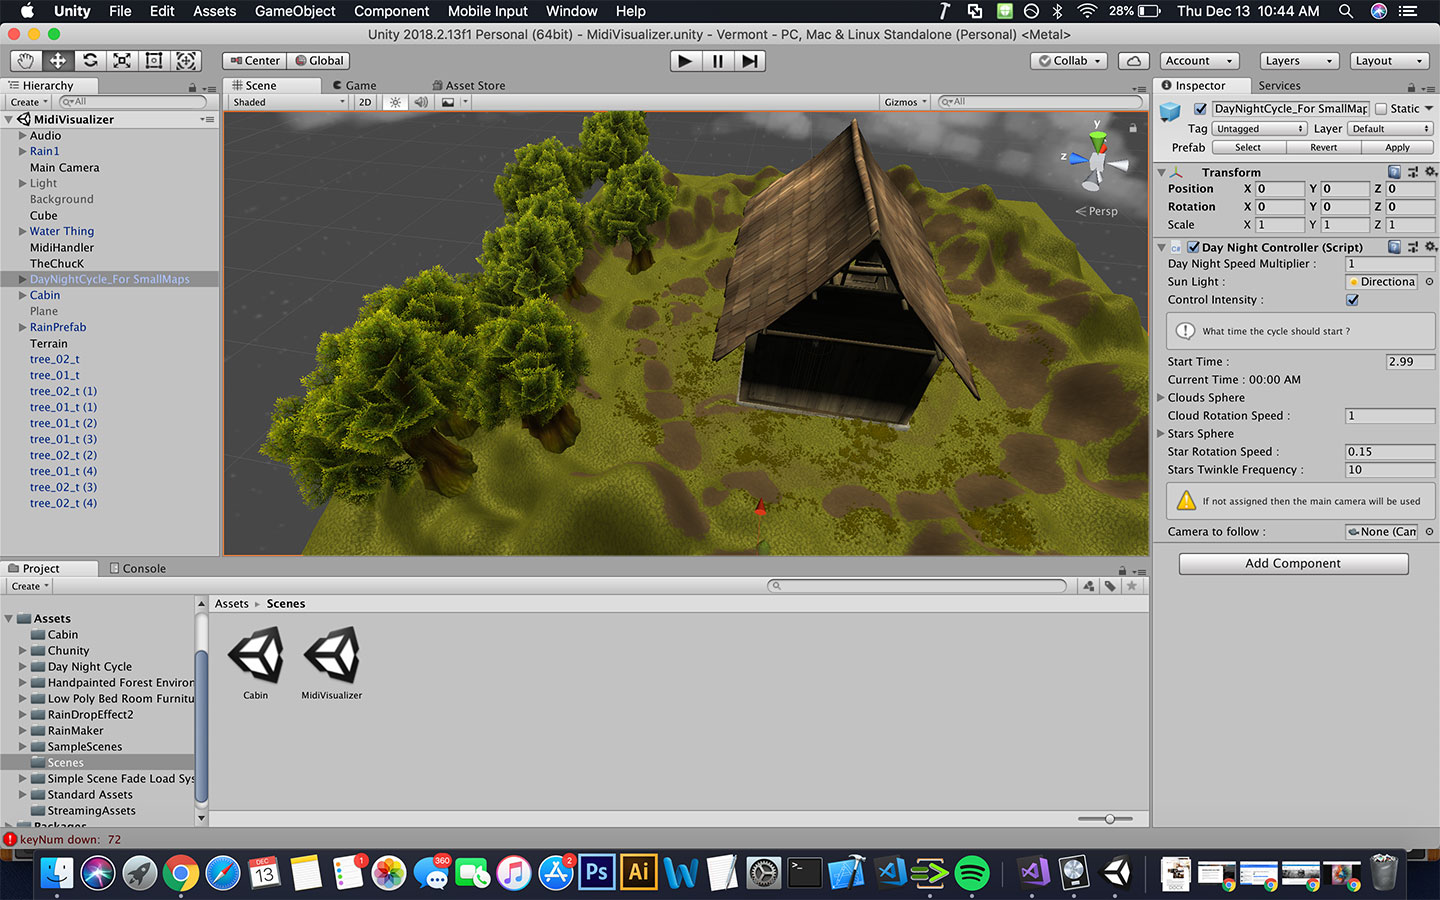 Unity File Edit Assets GameObject Component Mobile Input Window Help 28% Thu Dec 13 10:44 AM
Unity 2018.2.13f1 Personal (64bit) - MidiVisualizer.unity - Vermont - PC, Mac & Linux Standalone (Personal) <Metal>
Center Global Collab Account Layers Layout
Hierarchy
Create All
MidiVisualizer
Audio
Rain1
Main Camera
Light
Background
Cube
Water Thing
MidiHandler
TheChucK
DayNightCycle_For SmallMaps
Cabin
Plane
RainPrefab
Terrain
tree_02_t
tree_01_t
tree_02_t (1)
tree_01_t (1)
tree_01_t (2)
tree_01_t (3)
tree_02_t (2)
tree_01_t (4)
tree_02_t (3)
tree_02_t (4)
Scene Game Asset Store
Shaded 2D Gizmos All
y
z
Persp
Inspector Services
DayNightCycle_For SmallMap Static
Tag Untagged Layer Default
Prefab Select Revert Apply
Transform
Position X 0 Y 0 Z 0
Rotation X 0 Y 0 Z 0
Scale X 1 Y 1 Z 1
C# Day Night Controller (Script)
Day Night Speed Multiplier : 1
Sun Light : Directiona
Control Intensity :
What time the cycle should start ?
Start Time : 2.99
Current Time : 00:00 AM
Clouds Sphere
Cloud Rotation Speed : 1
Stars Sphere
Star Rotation Speed : 0.15
Stars Twinkle Frequency : 10
If not assigned then the main camera will be used
Camera to follow : None (Can
Add Component
Project Console
Create
Assets
Cabin
Chunity
Day Night Cycle
Handpainted Forest Environ
Low Poly Bed Room Furnitu
RainDropEffect2
RainMaker
SampleScenes
Scenes
Simple Scene Fade Load Sys
Standard Assets
StreamingAssets
Packages
Assets Scenes
Cabin MidiVisualizer
keyNum down: 72
DEC 13 1 360 2 Ps Ai DOCX